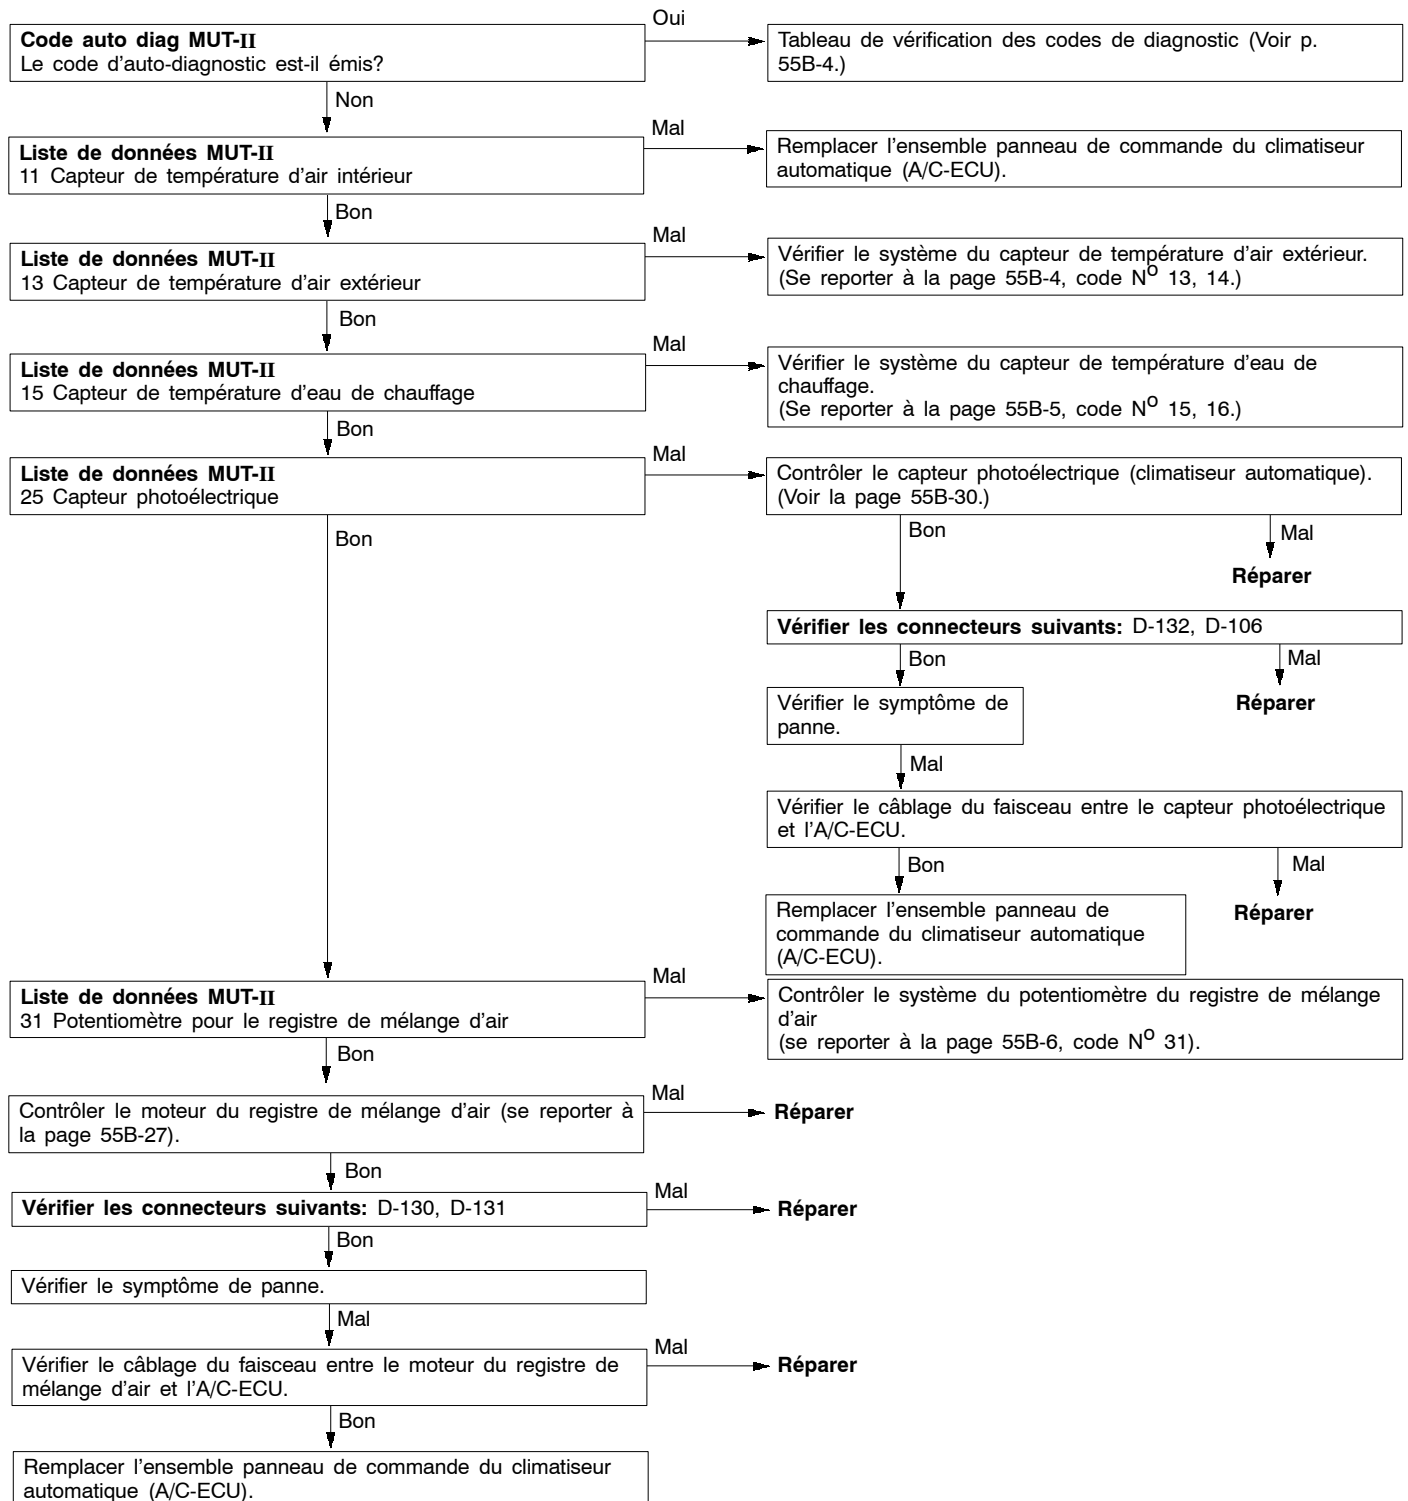 Oui
Code auto diag MUT-II
Le code d'auto-diagnostic est-il émis?
Tableau de vérification des codes de diagnostic (Voir p.
55B-4.)
Non
Mal
Liste de données MUT-II
11 Capteur de température d'air intérieur
Remplacer l'ensemble panneau de commande du climatiseur
automatique (A/C-ECU).
Bon
Mal
Liste de données MUT-II
13 Capteur de température d'air extérieur
Vérifier le système du capteur de température d'air extérieur.
(Se reporter à la page 55B-4, code Nº 13, 14.)
Bon
Mal
Liste de données MUT-II
15 Capteur de température d'eau de chauffage
Vérifier le système du capteur de température d'eau de
chauffage.
(Se reporter à la page 55B-5, code Nº 15, 16.)
Bon
Mal
Liste de données MUT-II
25 Capteur photoélectrique
Contrôler le capteur photoélectrique (climatiseur automatique).
(Voir la page 55B-30.)
Bon
Bon
Mal
Réparer
Vérifier les connecteurs suivants: D-132, D-106
Bon
Mal
Vérifier le symptôme de
panne.
Réparer
Mal
Vérifier le câblage du faisceau entre le capteur photoélectrique
et l'A/C-ECU.
Bon
Mal
Remplacer l'ensemble panneau de
commande du climatiseur automatique
(A/C-ECU).
Réparer
Mal
Liste de données MUT-II
31 Potentiomètre pour le registre de mélange d'air
Contrôler le système du potentiomètre du registre de mélange
d'air
(se reporter à la page 55B-6, code Nº 31).
Bon
Mal
Contrôler le moteur du registre de mélange d'air (se reporter à
la page 55B-27).
Réparer
Bon
Mal
Vérifier les connecteurs suivants: D-130, D-131
Réparer
Bon
Vérifier le symptôme de panne.
Mal
Mal
Vérifier le câblage du faisceau entre le moteur du registre de
mélange d'air et l'A/C-ECU.
Réparer
Bon
Remplacer l'ensemble panneau de commande du climatiseur
automatique (A/C-ECU).